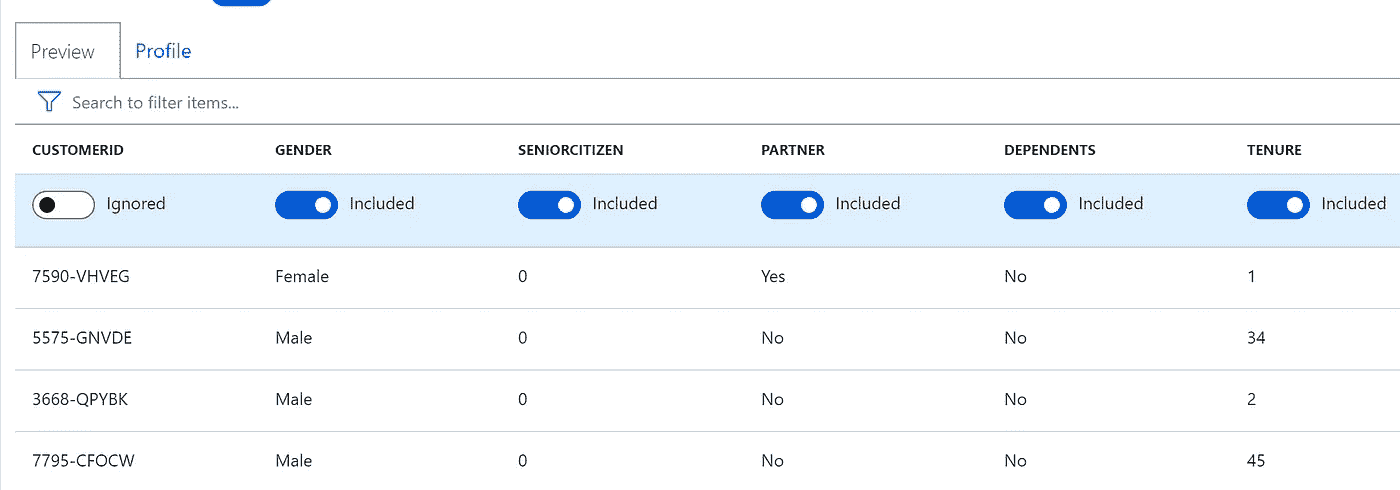 Preview Profile
Search to filter items...
CUSTOMERID GENDER SENIORCITIZEN PARTNER DEPENDENTS TENURE
Ignored Included Included Included Included Included
7590-VHVEG Female 0 Yes No 1
5575-GNVDE Male 0 No No 34
3668-QPYBK Male 0 No No 2
7795-CFOCW Male 0 No No 45